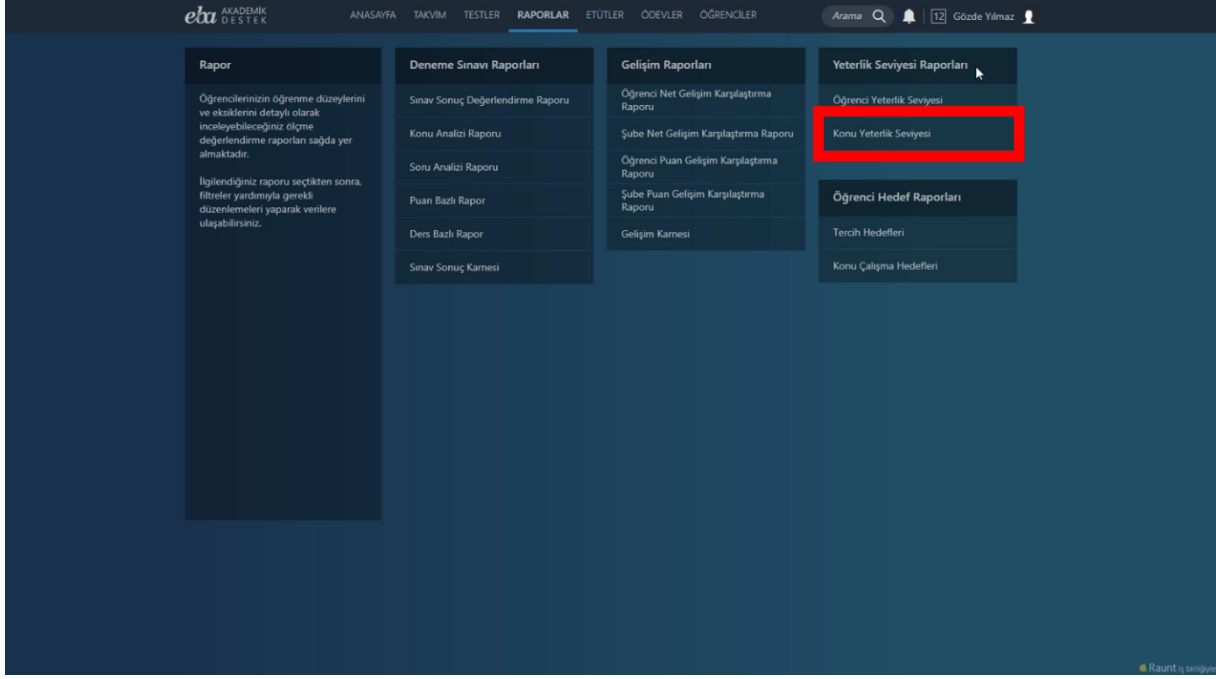 eba AKADEMİK DESTEK
ANASAYFA TAKVİM TESTLER RAPORLAR ETÜTLER ÖDEVLER ÖĞRENCİLER
Arama 12 Gözde Yılmaz
Rapor
Öğrencilerinizin öğrenme düzeylerini
ve eksiklerini detaylı olarak
inceleyebileceğiniz ölçme
değerlendirme raporları sağda yer
almaktadır.
İlgilendiğiniz raporu seçtikten sonra,
filtreler yardımıyla gerekli
düzenlemeleri yaparak verilere
ulaşabilirsiniz.
Deneme Sınavı Raporları
Sınav Sonuç Değerlendirme Raporu
Konu Analizi Raporu
Soru Analizi Raporu
Puan Bazlı Rapor
Ders Bazlı Rapor
Sınav Sonuç Karnesi
Gelişim Raporları
Öğrenci Net Gelişim Karşılaştırma
Raporu
Şube Net Gelişim Karşılaştırma Raporu
Öğrenci Puan Gelişim Karşılaştırma
Raporu
Şube Puan Gelişim Karşılaştırma
Raporu
Gelişim Karnesi
Yeterlik Seviyesi Raporları
Öğrenci Yeterlik Seviyesi
Konu Yeterlik Seviyesi
Öğrenci Hedef Raporları
Tercih Hedefleri
Konu Çalışma Hedefleri
Raunt iş birliğiyle